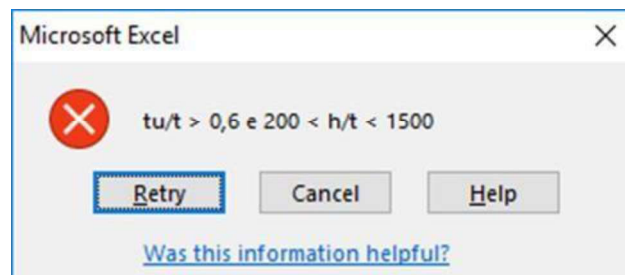 Microsoft Excel
tu/t > 0,6 e 200 < h/t < 1500
Retry Cancel Help
Was this information helpful?